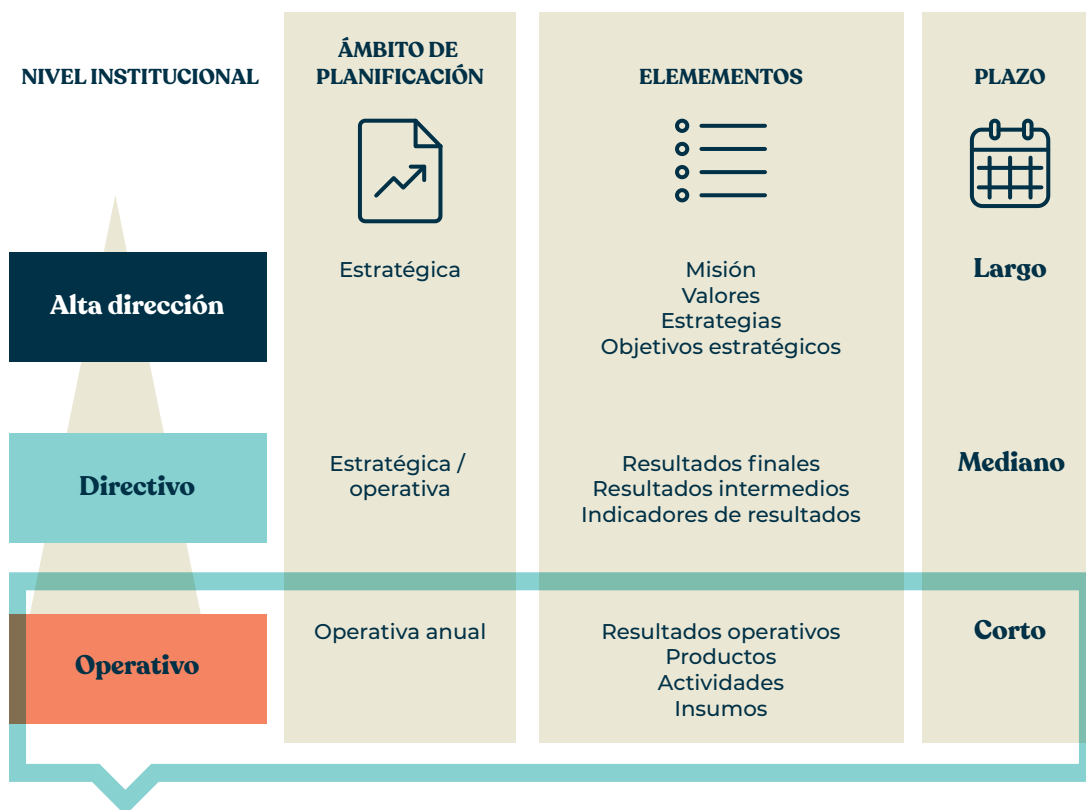 NIVEL INSTITUCIONAL
ÁMBITO DE
PLANIFICACIÓN
ELEMEMENTOS
PLAZO
Alta dirección
Estratégica
Misión
Valores
Estrategias
Objetivos estratégicos
Largo
Directivo
Estratégica /
operativa
Resultados finales
Resultados intermedios
Indicadores de resultados
Mediano
Operativo
Operativa anual
Resultados operativos
Productos
Actividades
Insumos
Corto